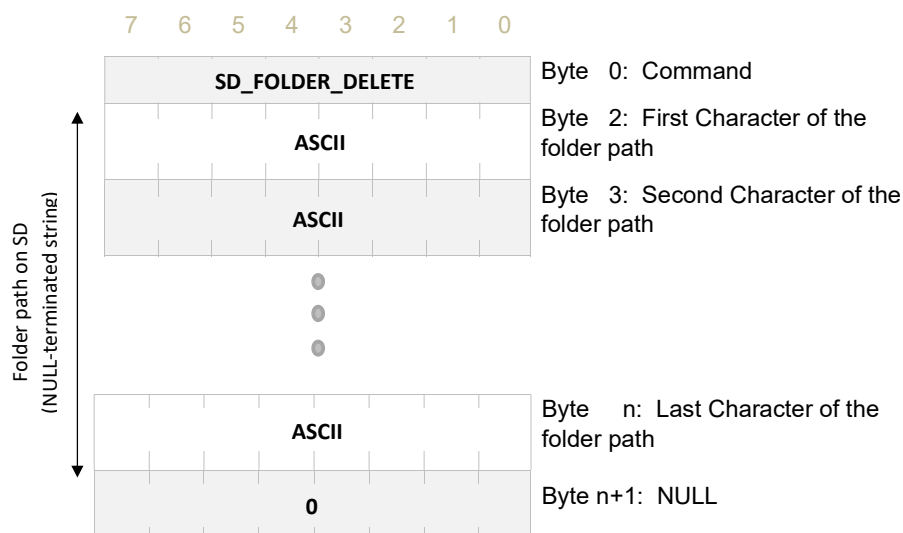 7 6 5 4 3 2 1 0
SD_FOLDER_DELETE
Byte 0: Command
ASCII
Byte 2: First Character of the
folder path
ASCII
Byte 3: Second Character of the
folder path
Folder path on SD
(NULL-terminated string)
ASCII
Byte n: Last Character of the
folder path
0
Byte n+1: NULL